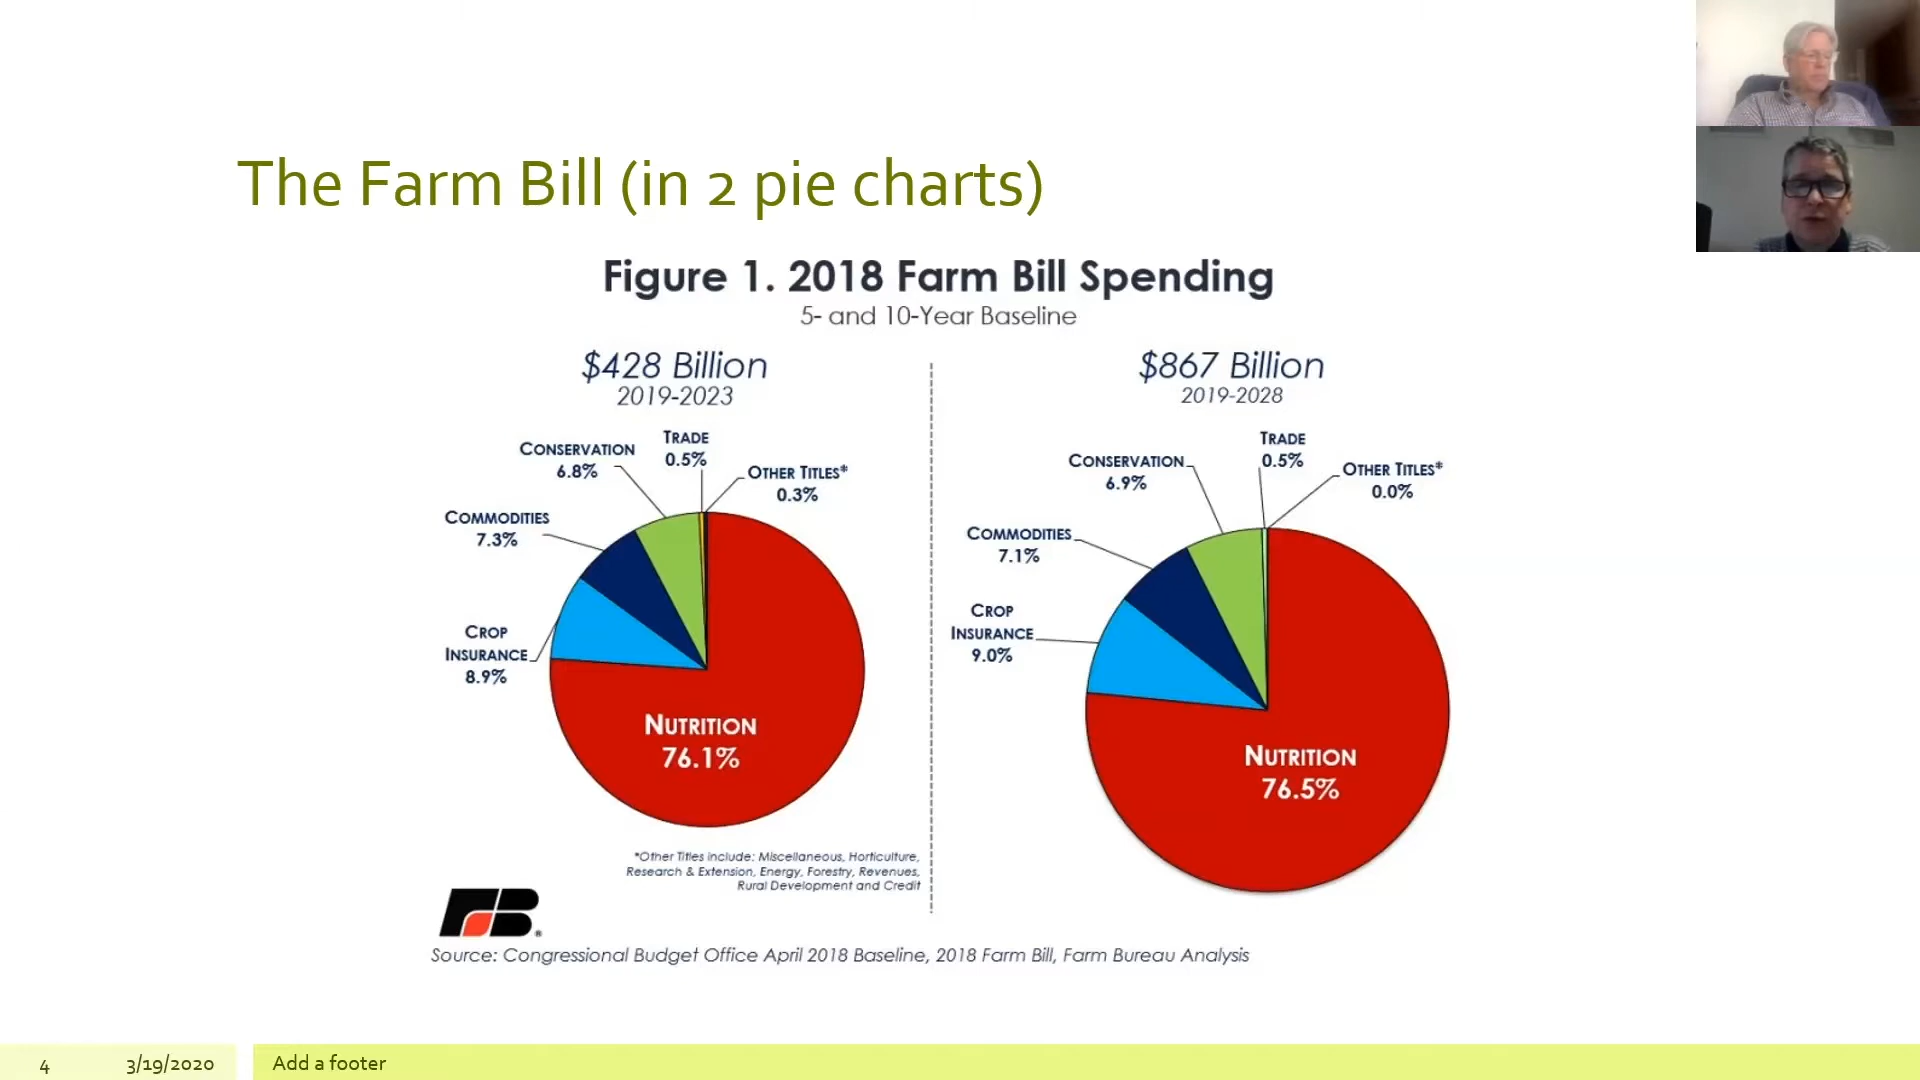 The Farm Bill (in 2 pie charts)
Figure 1. 2018 Farm Bill Spending
5- and 10-Year Baseline
$428 Billion
2019-2023
CONSERVATION
6.8%
TRADE
0.5%
OTHER TITLES*
0.3%
COMMODITIES
7.3%
CROP
INSURANCE
8.9%
NUTRITION
76.1%
*Other Titles include: Miscellaneous, Horticulture,
Research & Extension, Energy, Forestry, Revenues,
Rural Development and Credit
$867 Billion
2019-2028
CONSERVATION
6.9%
TRADE
0.5%
OTHER TITLES*
0.0%
COMMODITIES
7.1%
CROP
INSURANCE
9.0%
NUTRITION
76.5%
FB®
Source: Congressional Budget Office April 2018 Baseline, 2018 Farm Bill, Farm Bureau Analysis
4
3/19/2020
Add a footer